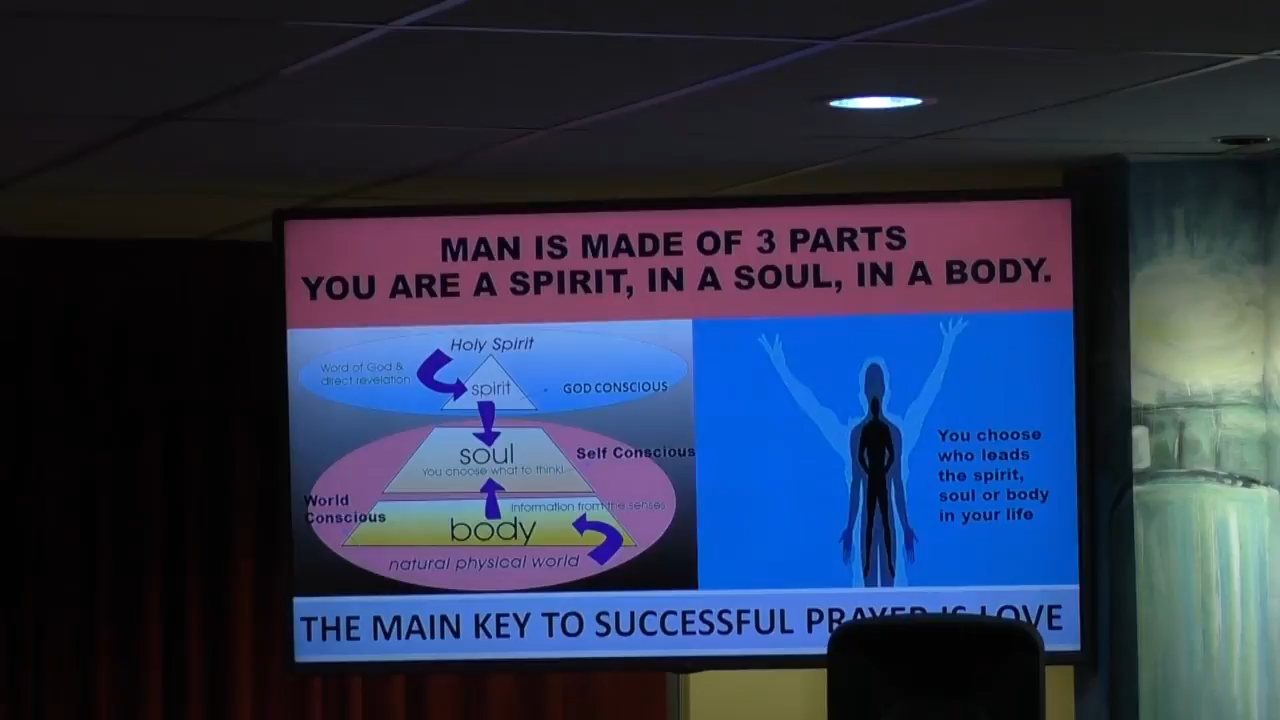 MAN IS MADE OF 3 PARTS
YOU ARE A SPIRIT, IN A SOUL, IN A BODY.
Holy Spirit
Word of God &
direct revelation
spirit
GOD CONSCIOUS
soul
You choose what to think!
Self Conscious
World
Conscious
Information from the senses
body
natural physical world
You choose
who leads
the spirit,
soul or body
in your life
THE MAIN KEY TO SUCCESSFUL PRAYER IS LOVE